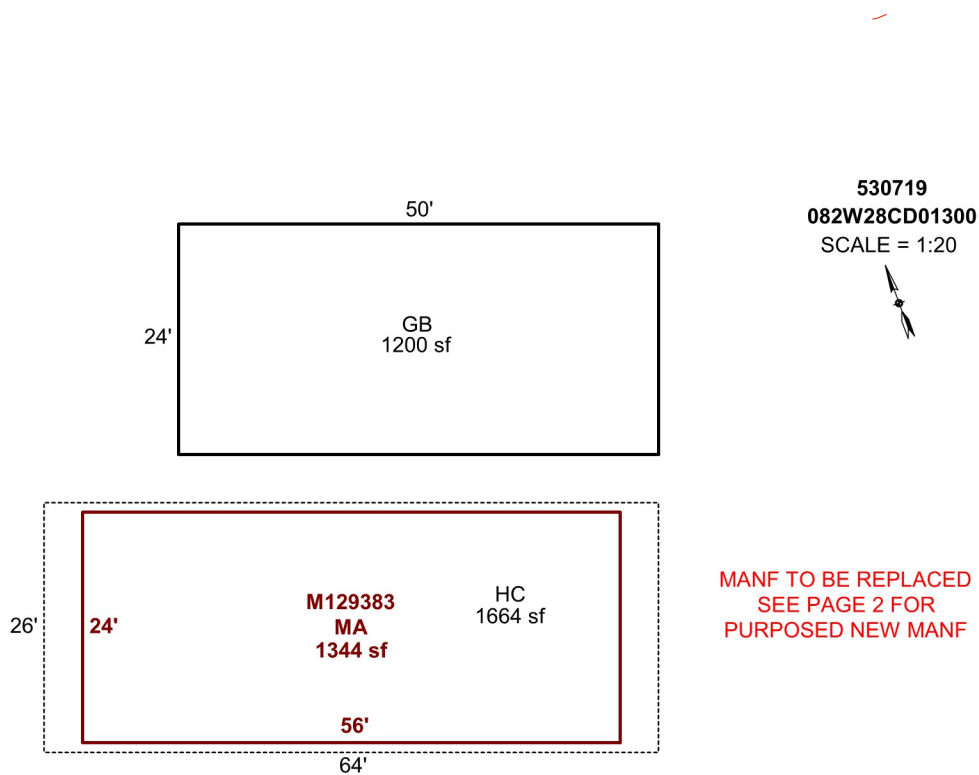 530719
082W28CD01300
SCALE = 1:20
50'
24'
GB
1200 sf
26'
24'
M129383
MA
1344 sf
HC
1664 sf
56'
64'
MANF TO BE REPLACED
SEE PAGE 2 FOR
PURPOSED NEW MANF